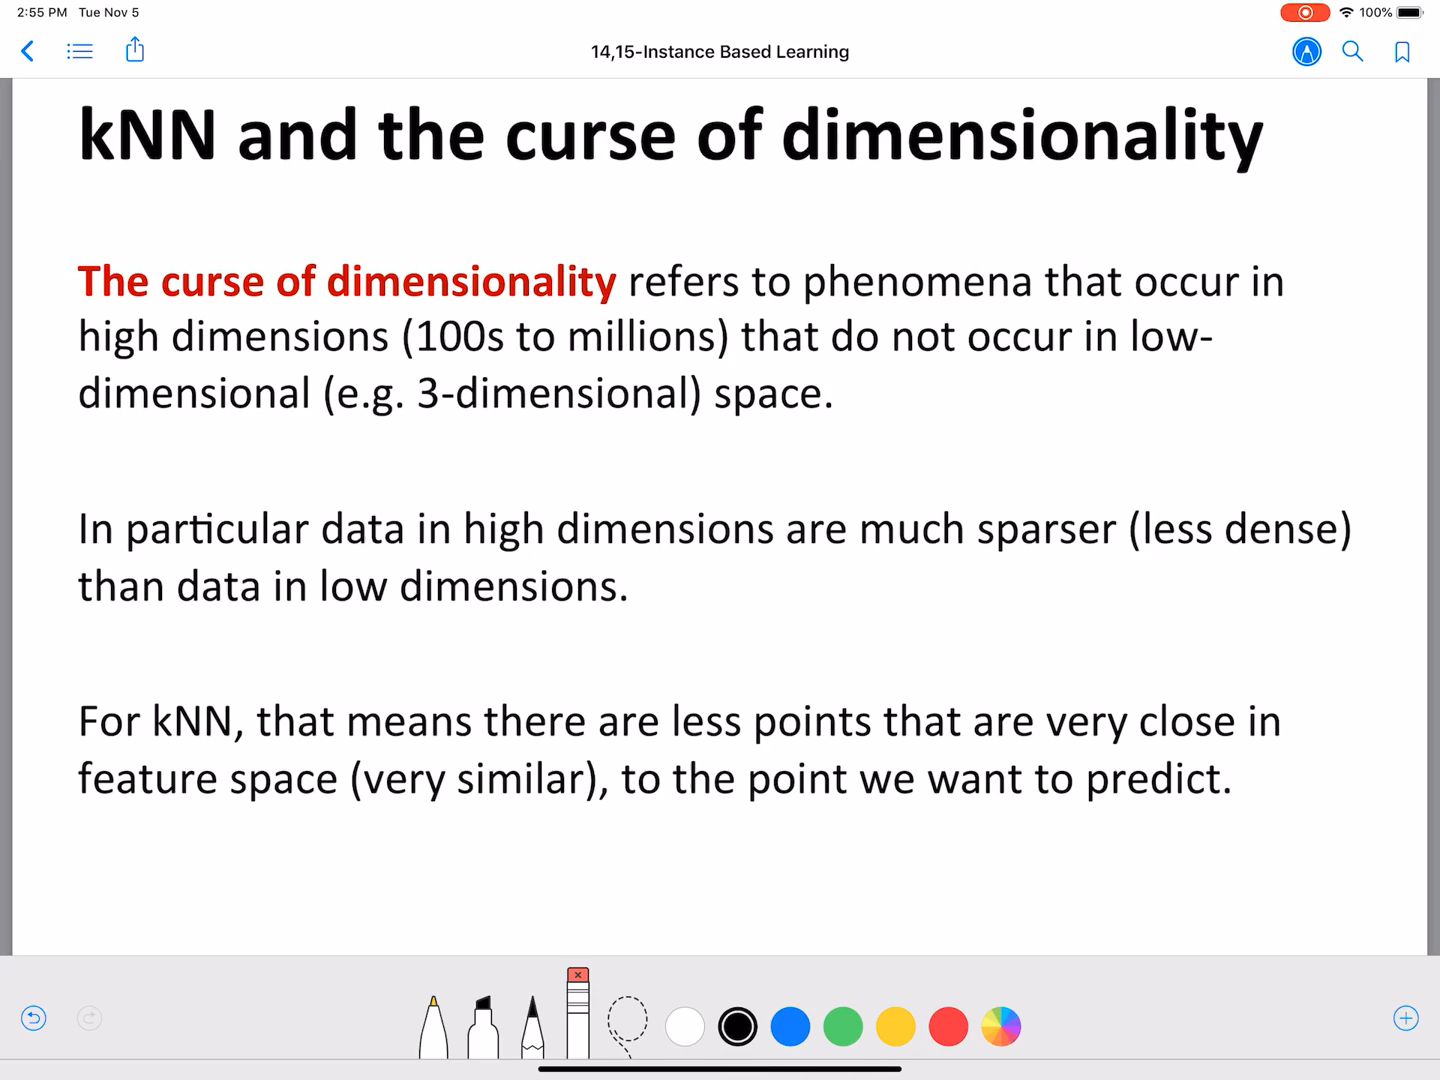 2:55 PM Tue Nov 5
100%
14,15-Instance Based Learning
kNN and the curse of dimensionality
The curse of dimensionality refers to phenomena that occur in
high dimensions (100s to millions) that do not occur in low-
dimensional (e.g. 3-dimensional) space.
In particular data in high dimensions are much sparser (less dense)
than data in low dimensions.
For kNN, that means there are less points that are very close in
feature space (very similar), to the point we want to predict.